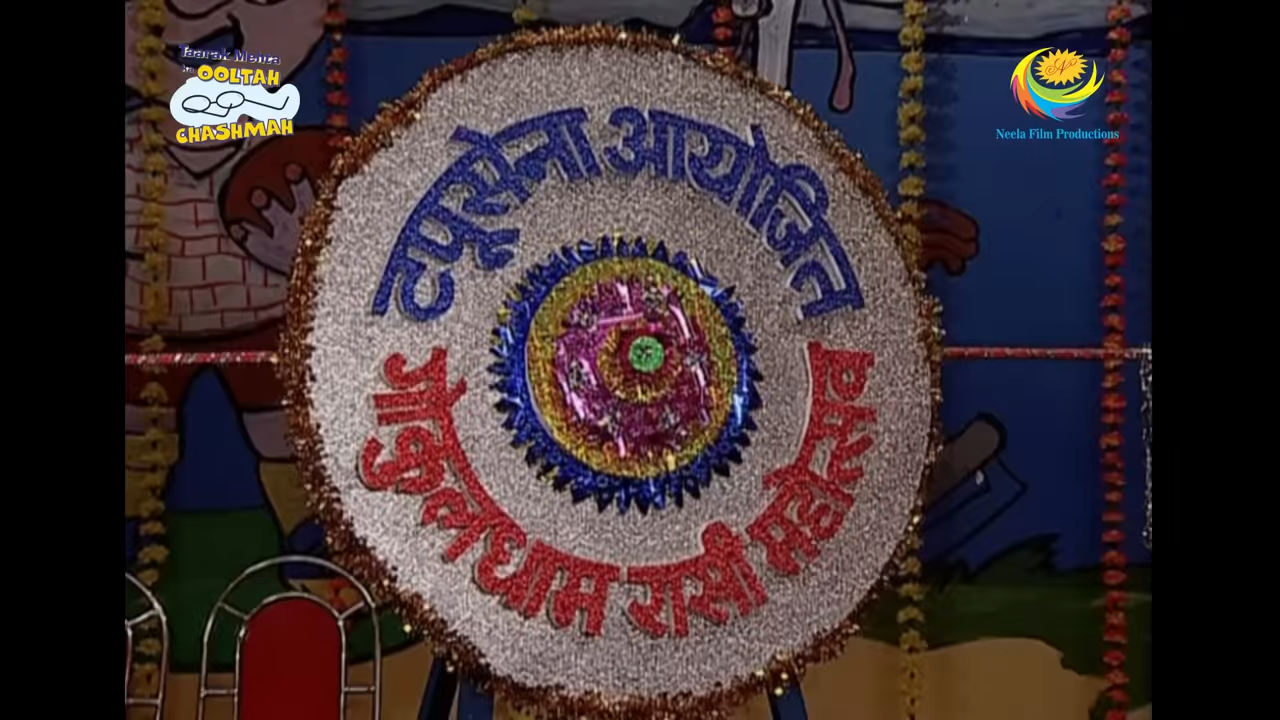 Taarak Mehta
ka OOLTAH
CHASHMAH
Neela Film Productions
टपूसेना आयोजित
गोकुलधाम राखी महोत्सव